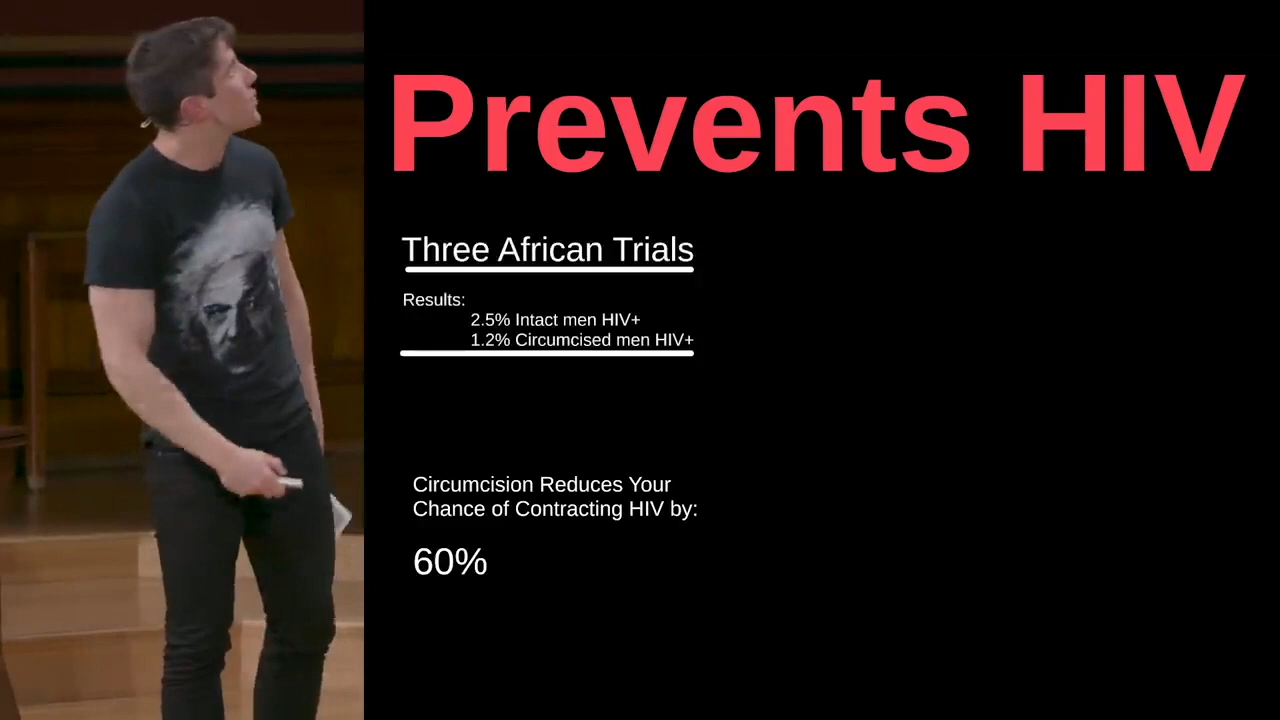 Prevents HIV
Three African Trials
Results:
2.5% Intact men HIV+
1.2% Circumcised men HIV+
Circumcision Reduces Your
Chance of Contracting HIV by:
60%